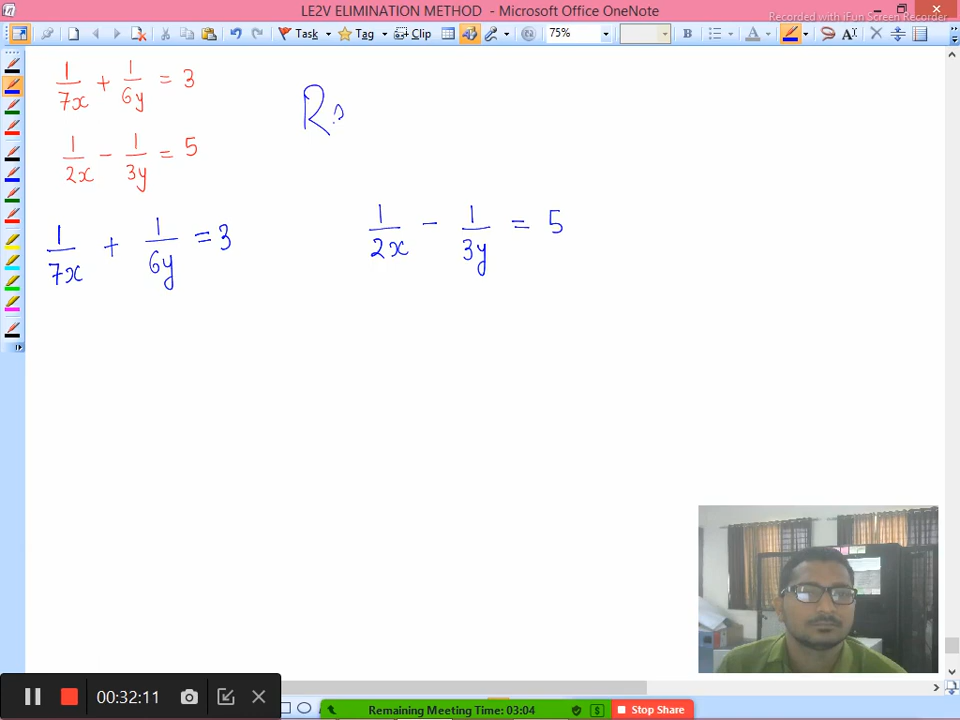 LE2V ELIMINATION METHOD - Microsoft Office OneNote
Recorded with iFun Screen Recorder
Task Tag Clip 75% B A A
1/7x + 1/6y = 3
1/2x - 1/3y = 5
1/7x + 1/6y = 3
1/2x - 1/3y = 5
00:32:11
Remaining Meeting Time: 03:04 Stop Share